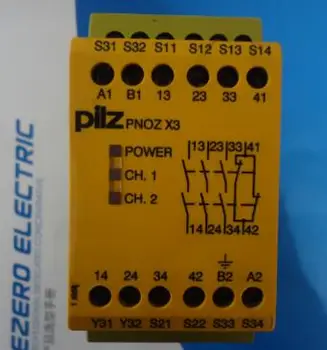 S31 S32 S11 S12 S13 S14
A1 B1 13 23 33 41
pilz PNOZ X3
POWER
CH. 1
CH. 2
13 23 33 41
14 24 34 42
14 24 34 42 B2 A2
Y31 Y32 S21 S22 S33 S34
EZERO ELECTRIC